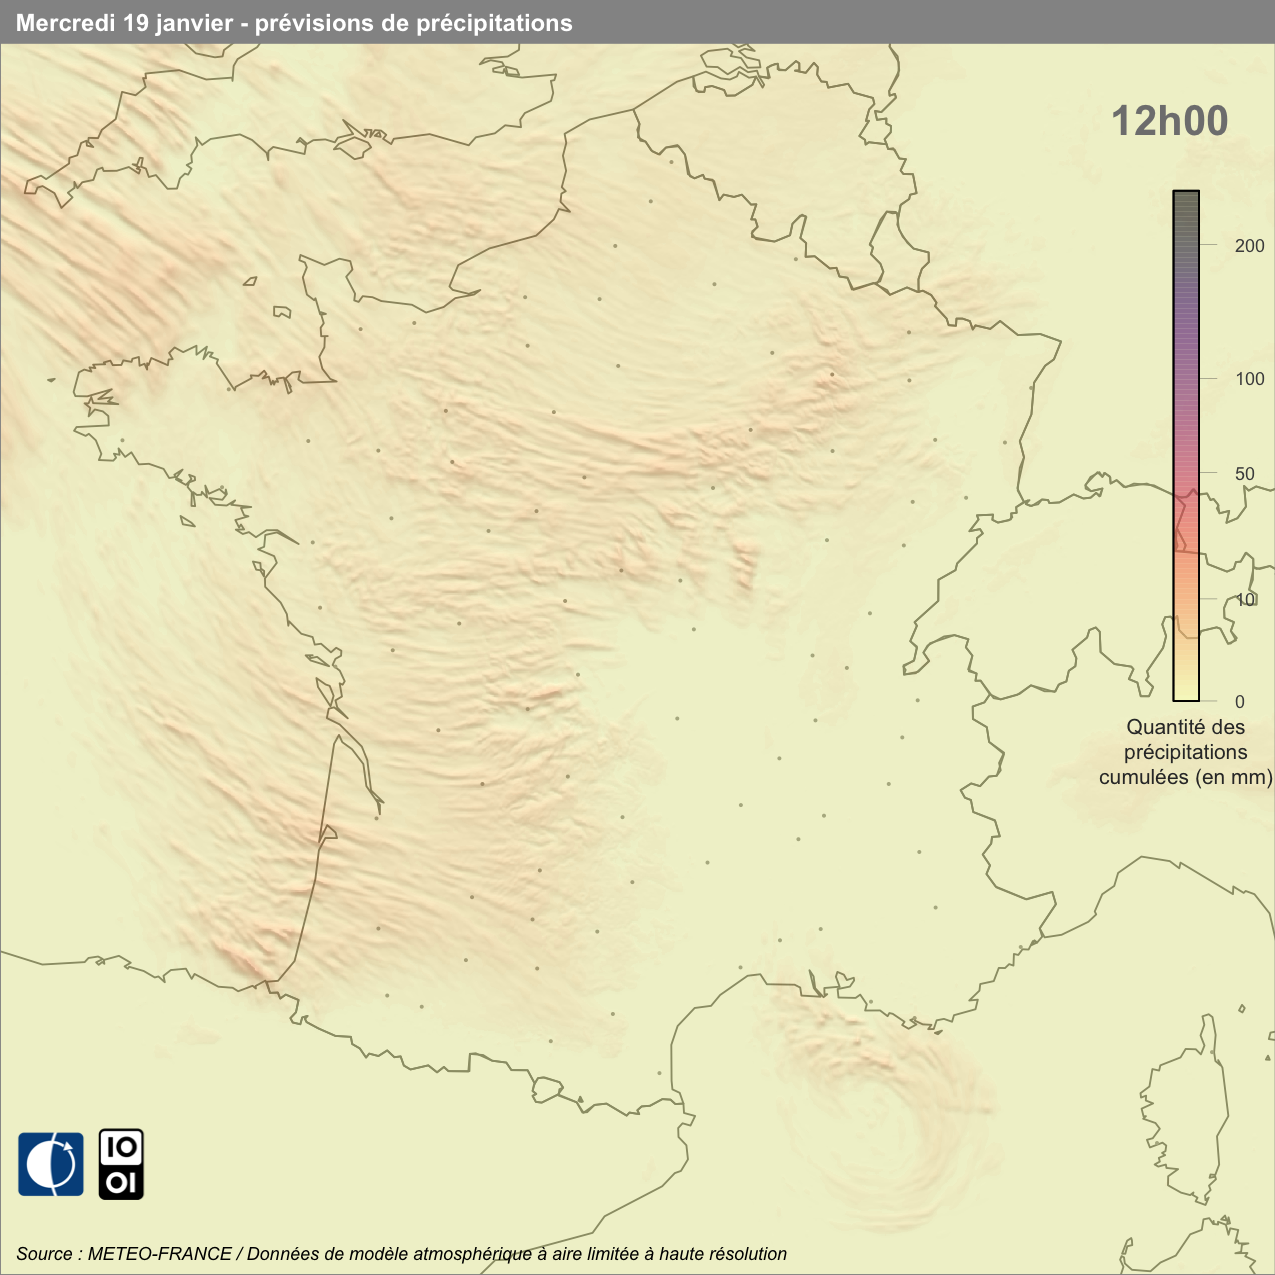 Mercredi 19 janvier - prévisions de précipitations
12h00
200
100
50
10
0
Quantité des
précipitations
cumulées (en mm)
IO
OI
Source : METEO-FRANCE / Données de modèle atmosphérique à aire limitée à haute résolution